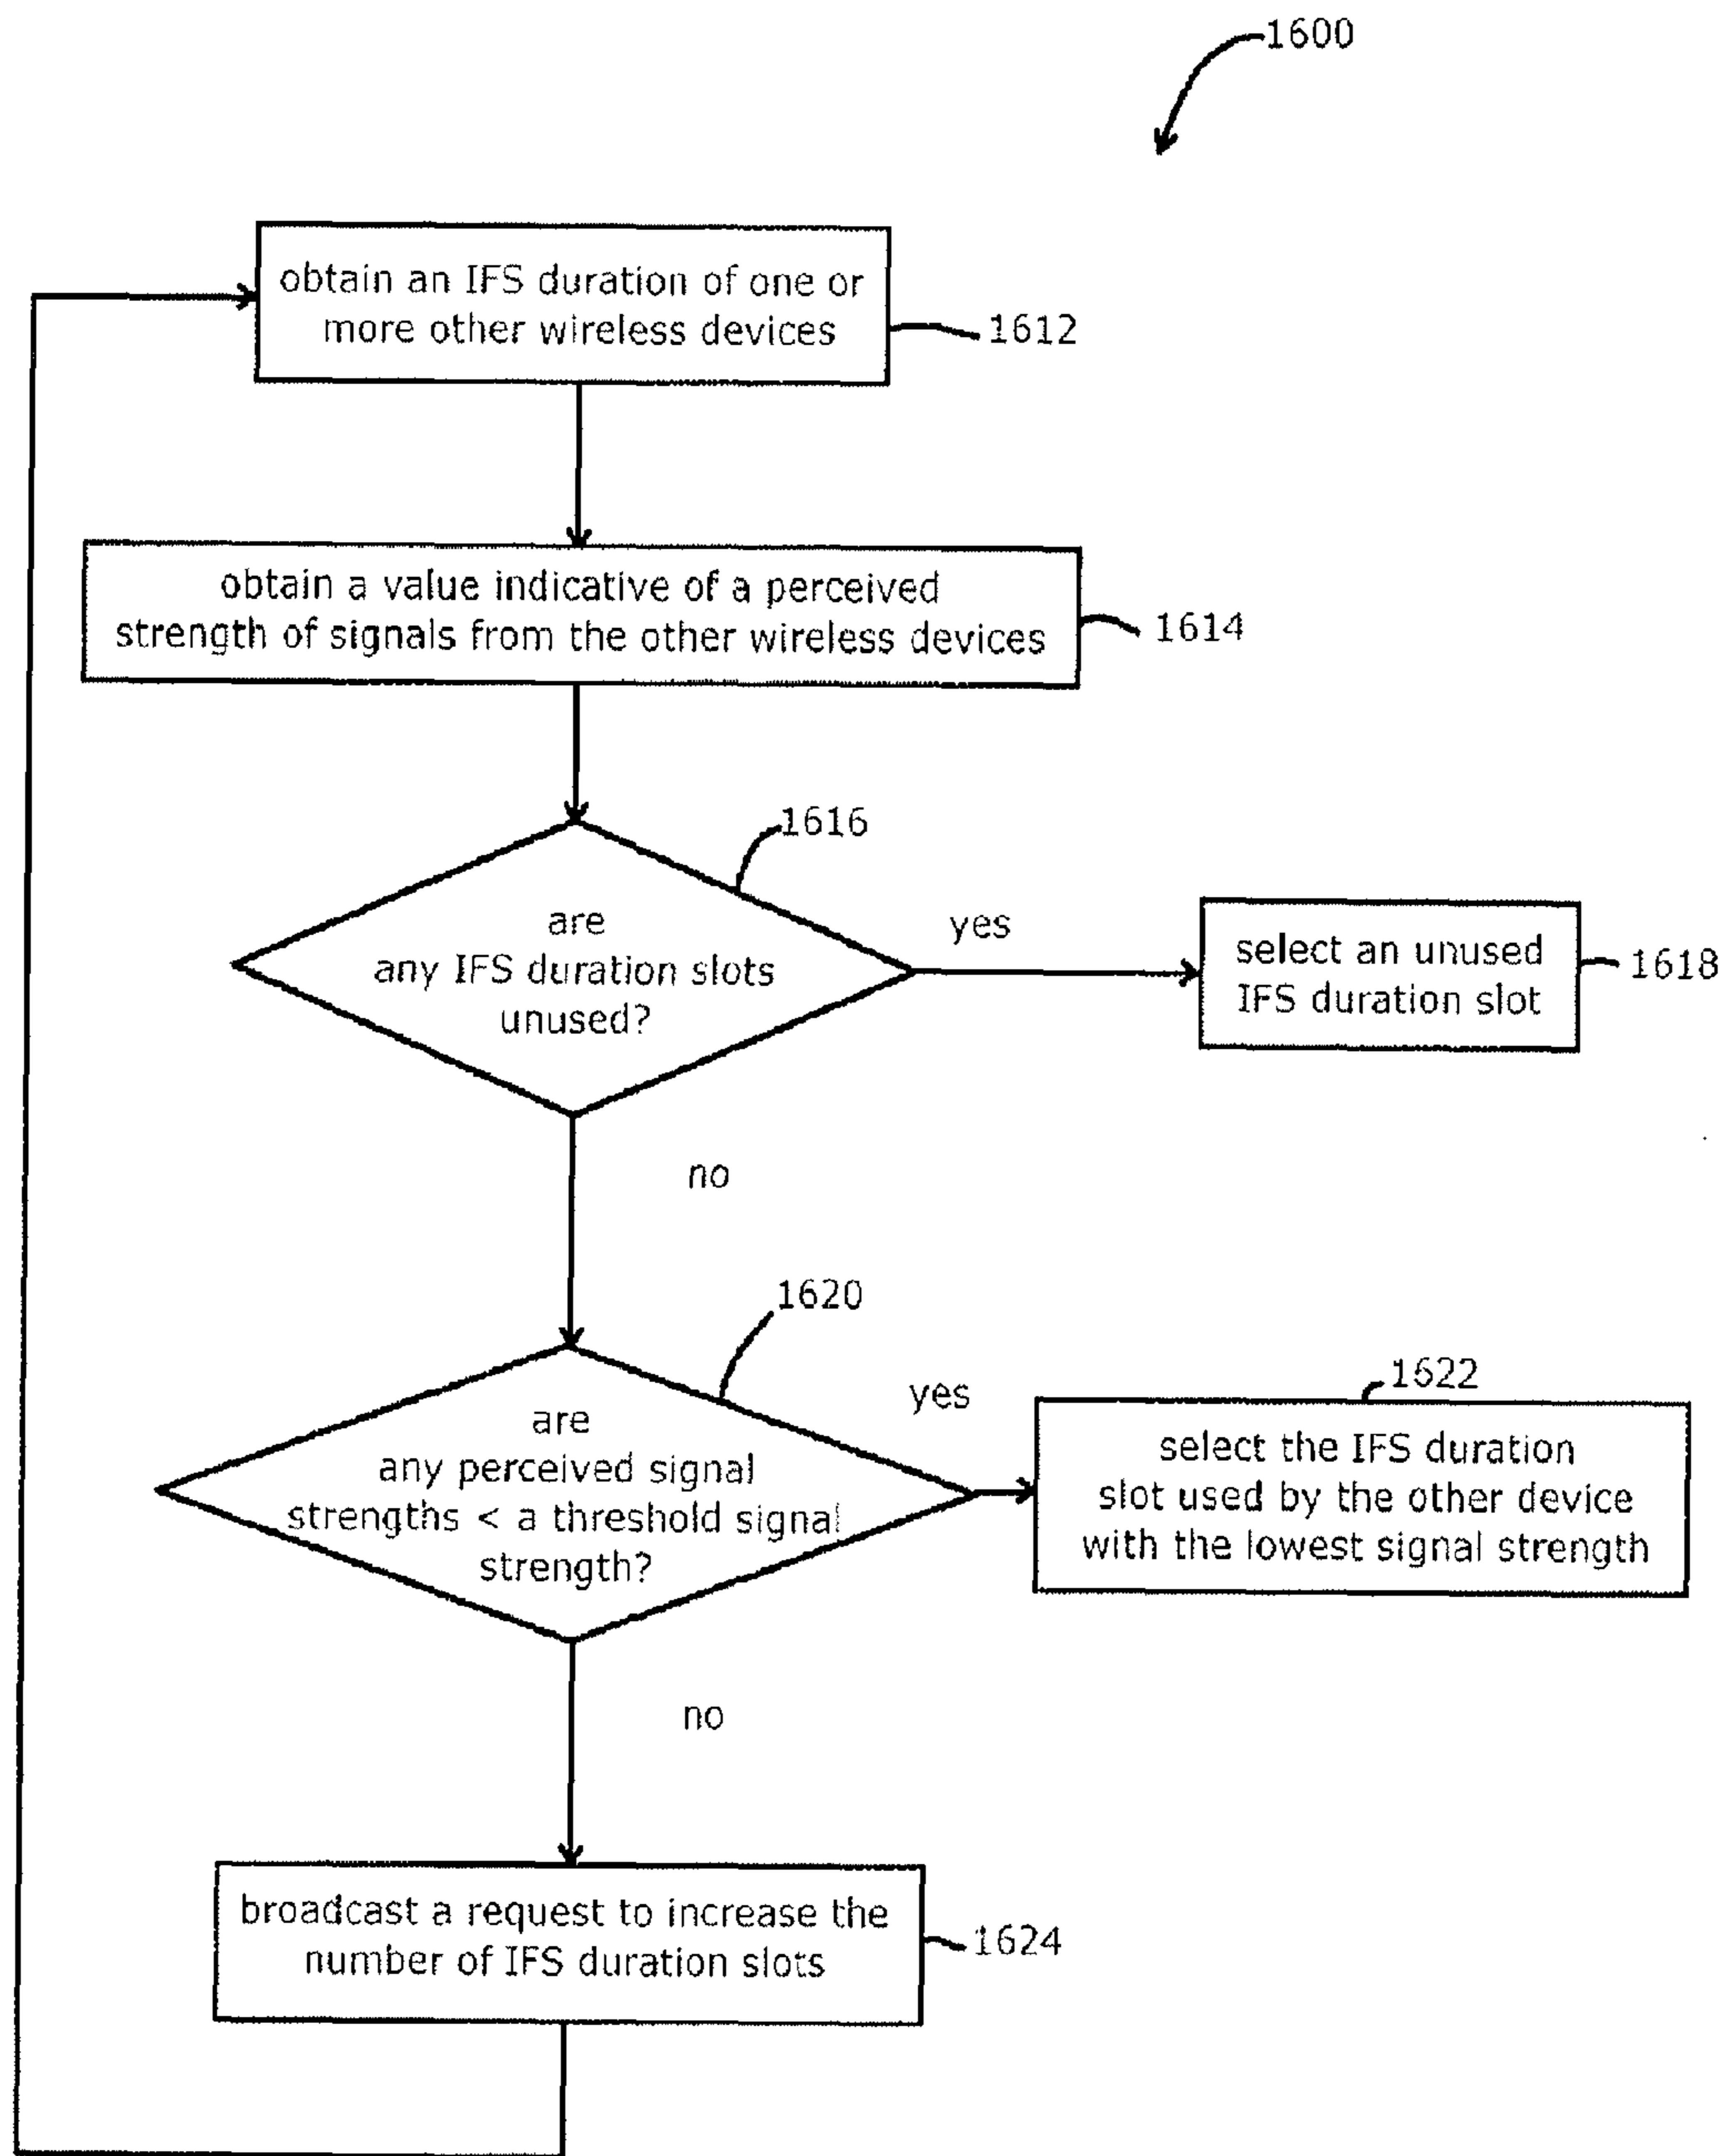 1600
obtain an IFS duration of one or
more other wireless devices
1612
obtain a value indicative of a perceived
strength of signals from the other wireless devices
1614
1616
are
any IFS duration slots
unused?
yes
select an unused
IFS duration slot
1618
no
1620
are
any perceived signal
strengths < a threshold signal
strength?
yes
1622
select the IFS duration
slot used by the other device
with the lowest signal strength
no
broadcast a request to increase the
number of IFS duration slots
1624